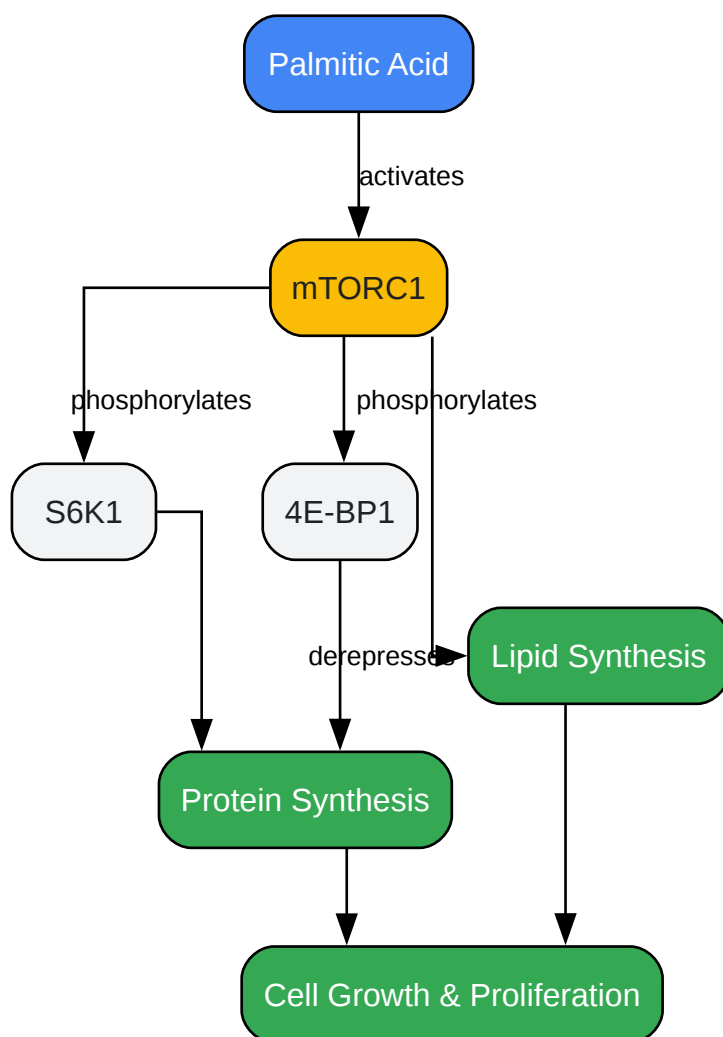 Palmitic Acid
activates
mTORC1
phosphorylates
phosphorylates
S6K1
4E-BP1
derepresses
Lipid Synthesis
Protein Synthesis
Cell Growth & Proliferation